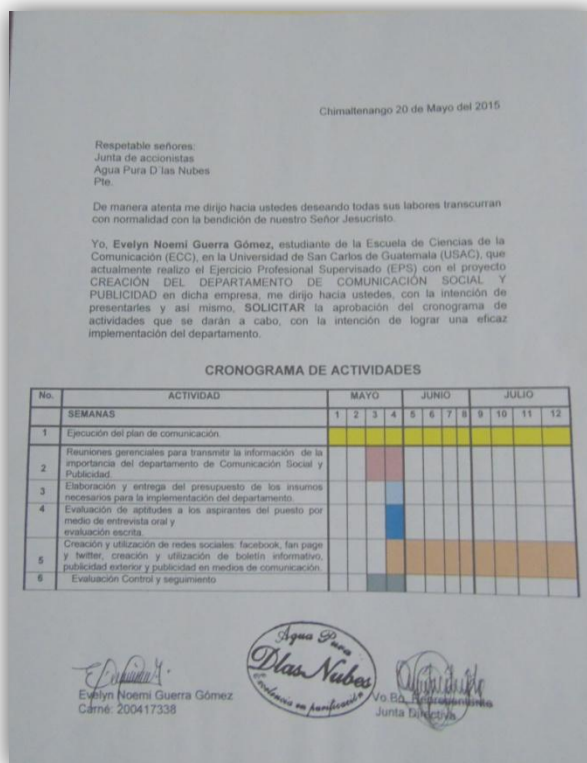 Chimaltenango 20 de Mayo del 2015
Respetable señores:
Junta de accionistas
Agua Pura D´las Nubes
Pte.
De manera atenta me dirijo hacia ustedes deseando todas sus labores transcurran
con normalidad con la bendición de nuestro Señor Jesucristo.
Yo, Evelyn Noemi Guerra Gómez, estudiante de la Escuela de Ciencias de la
Comunicación (ECC), en la Universidad de San Carlos de Guatemala (USAC), que
actualmente realizo el Ejercicio Profesional Supervisado (EPS) con el proyecto
CREACIÓN DEL DEPARTAMENTO DE COMUNICACIÓN SOCIAL Y
PUBLICIDAD en dicha empresa, me dirijo hacia ustedes, con la intención de
presentarles y así mismo, SOLICITAR la aprobación del cronograma de
actividades que se darán a cabo, con la intención de lograr una eficaz
implementación del departamento.
CRONOGRAMA DE ACTIVIDADES
No. ACTIVIDAD MAYO JUNIO JULIO
SEMANAS 1 2 3 4 5 6 7 8 9 10 11 12
1 Ejecución del plan de comunicación.
Reuniones gerenciales para transmitir la información de la
2 importancia del departamento de Comunicación Social y
Publicidad
3 Elaboración y entrega del presupuesto de los insumos
necesarios para la implementación del departamento.
4 Evaluación de aptitudes a los aspirantes del puesto por
medio de entrevista oral y
evaluación escrita.
Creación y utilización de redes sociales: facebook, fan page
5 y twitter, creación y utilización de boletín informativo,
publicidad exterior y publicidad en medios de comunicación.
6 Evaluación Control y seguimiento
Agua Pura
Dlas Nubes
Excelencia en purificación
Evelyn Noemi Guerra Gómez
Carné: 200417338
Vo.Bo.
Junta Directiva